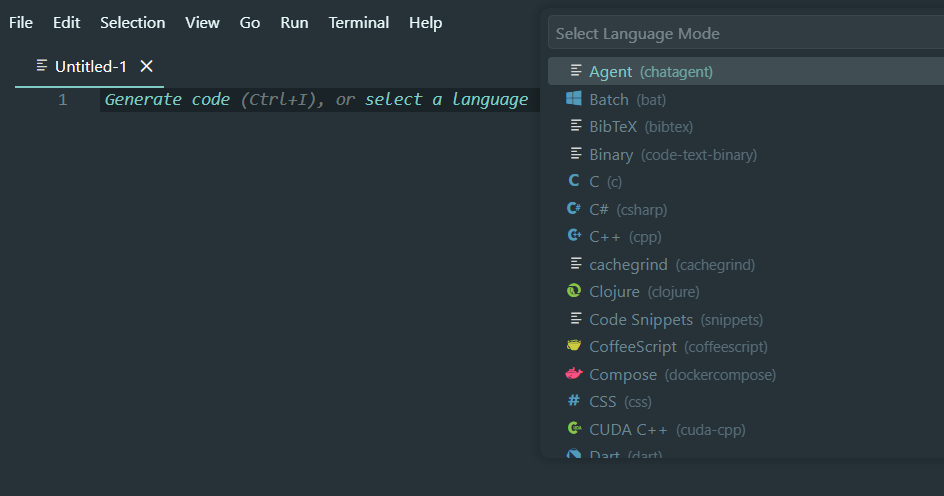 File Edit Selection View Go Run Terminal Help
Untitled-1
1 Generate code (Ctrl+I), or select a language
Select Language Mode
Agent (chatagent)
Batch (bat)
BibTeX (bibtex)
Binary (code-text-binary)
C (c)
C# (csharp)
C++ (cpp)
cachegrind (cachegrind)
Clojure (clojure)
Code Snippets (snippets)
CoffeeScript (coffeescript)
Compose (dockercompose)
CSS (css)
CUDA C++ (cuda-cpp)
Dart (dart)